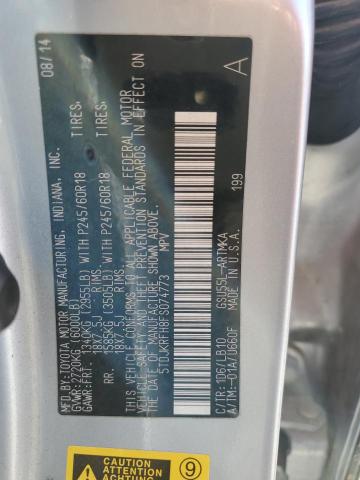 MFD.BY:TOYOTA MOTOR MANUFACTURING, INDIANA, INC.
08/14
GVWR:2720KG (6000LB)
GAWR:FRT. 1340KG (2955LB) WITH P245/60R18 TIRES:
18X7.5J RIMS
RR. 1585KG (3505LB) WITH P245/60R18 TIRES:
18X7.5J RIMS
THIS VEHICLE CONFORMS TO ALL APPLICABLE FEDERAL MOTOR
VEHICLE SAFETY AND THEFT PREVENTION STANDARDS IN EFFECT ON
THE DATE OF MANUFACTURE SHOWN ABOVE.
5TDJKRFH8FS074773
MPV
A
199
C/TR:1D6/LB10
GSU55L-ARTMKA
A/TM:-01A/U660F
MADE IN U.S.A.
CAUTION
ATTENTION
9